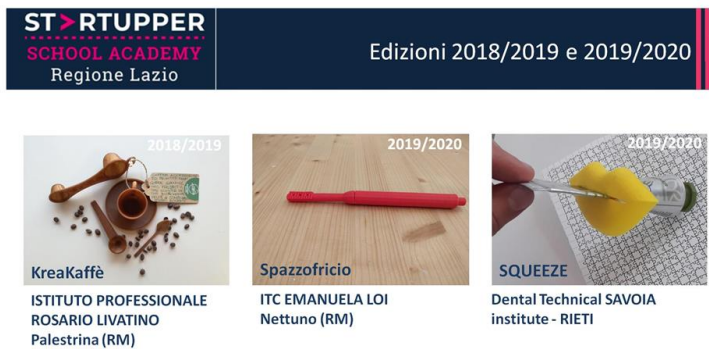 ST>RTUPPER
SCHOOL ACADEMY
Regione Lazio
Edizioni 2018/2019 e 2019/2020
2018/2019
2019/2020
2019/2020
KreaKaffè
Spazzofricio
SQUEEZE
ISTITUTO PROFESSIONALE
ROSARIO LIVATINO
Palestrina (RM)
ITC EMANUELA LOI
Nettuno (RM)
Dental Technical SAVOIA
institute - RIETI